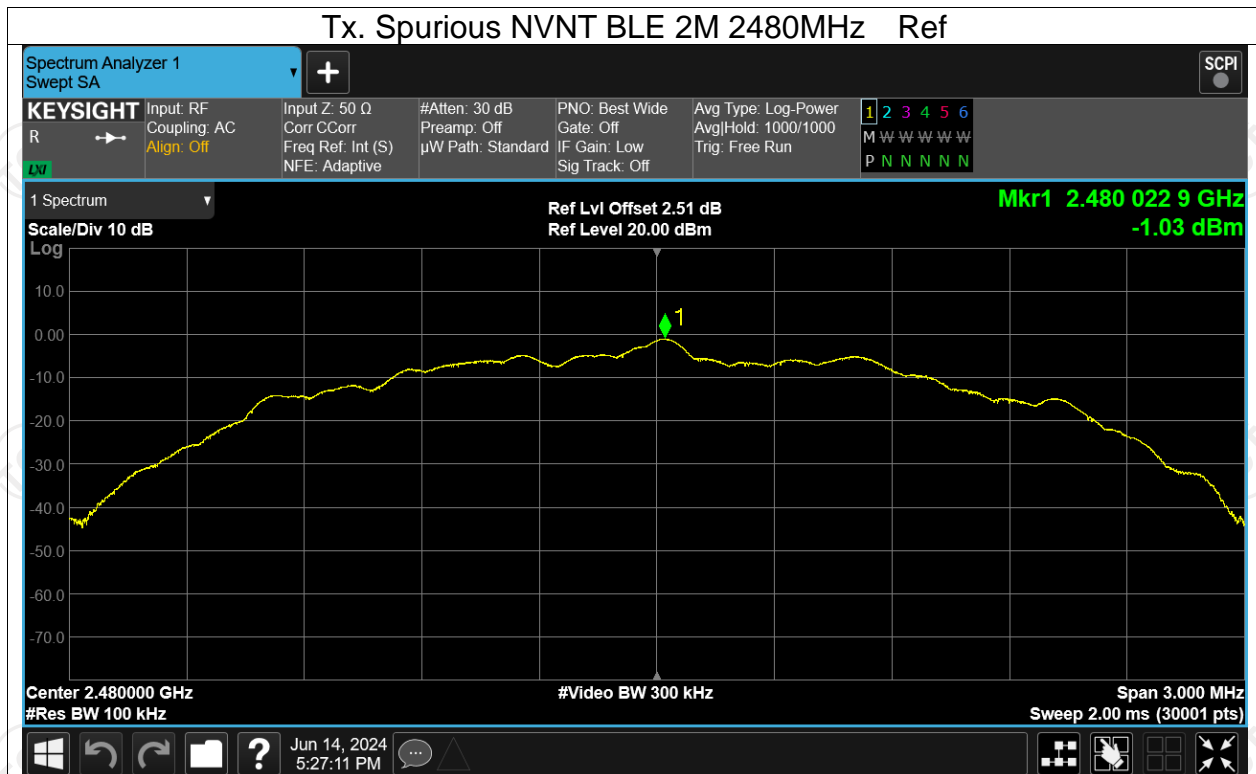 Tx. Spurious NVNT BLE 2M 2480MHz Ref
Spectrum Analyzer 1
Swept SA
SCPI
KEYSIGHT
R
LXI
Input: RF
Coupling: AC
Align: Off
Input Z: 50 Ω
Corr CCorr
Freq Ref: Int (S)
NFE: Adaptive
#Atten: 30 dB
Preamp: Off
µW Path: Standard
PNO: Best Wide
Gate: Off
IF Gain: Low
Sig Track: Off
Avg Type: Log-Power
Avg|Hold: 1000/1000
Trig: Free Run
1 2 3 4 5 6
M W W W W W
P N N N N N
1 Spectrum
Scale/Div 10 dB
Log
Ref Lvl Offset 2.51 dB
Ref Level 20.00 dBm
Mkr1 2.480 022 9 GHz
-1.03 dBm
1
10.0
0.00
-10.0
-20.0
-30.0
-40.0
-50.0
-60.0
-70.0
Center 2.480000 GHz
#Res BW 100 kHz
#Video BW 300 kHz
Span 3.000 MHz
Sweep 2.00 ms (30001 pts)
?
Jun 14, 2024
5:27:11 PM